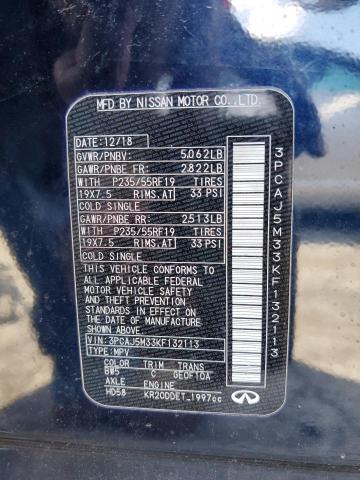 MFD BY NISSAN MOTOR CO.,LTD.
DATE: 12/18
GVWR/PNBV: 5,062LB
GAWR/PNBE FR: 2,822LB
WITH P235/55RF19 TIRES
19X7.5 RIMS.AT 33 PSI
COLD SINGLE
GAWR/PNBE RR: 2,513LB
WITH P235/55RF19 TIRES
19X7.5 RIMS.AT 33 PSI
COLD SINGLE
THIS VEHICLE CONFORMS TO
ALL APPLICABLE FEDERAL
MOTOR VEHICLE SAFETY AND
THEFT PREVENTION
STANDARDS IN EFFECT ON
THE DATE OF MANUFACTURE
SHOWN ABOVE.
VIN: 3PCAJ5M33KF132113
TYPE: MPV
COLOR TRIM TRANS
BW5 C GE0F10A
AXLE ENGINE
HD58 KR20DDET_1997cc
INFINITI
3PCAJ5M33KF132113